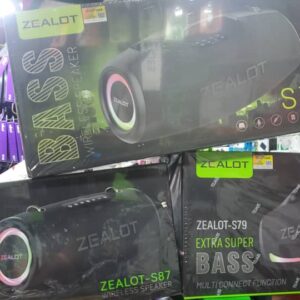 ZEALOT
BASS
WIRELESS SPEAKER
ZEALOT
S
ZEALOT
ZEALOT
ZEALOT-S87
WIRELESS SPEAKER
ZEALOT
ZEALOT-S79
EXTRA SUPER
BASS
MULTI CONNECT FUNCTION
ZEALOT